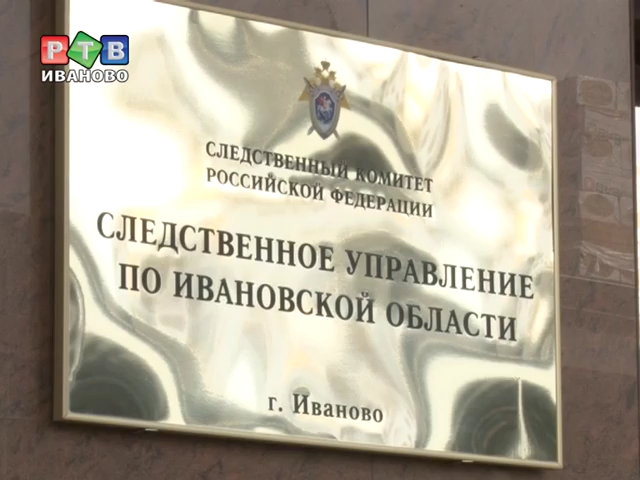 РТВ
ИВАНОВО
СЛЕДСТВЕННЫЙ КОМИТЕТ
РОССИЙСКОЙ ФЕДЕРАЦИИ
СЛЕДСТВЕННОЕ УПРАВЛЕНИЕ
ПО ИВАНОВСКОЙ ОБЛАСТИ
г. Иваново